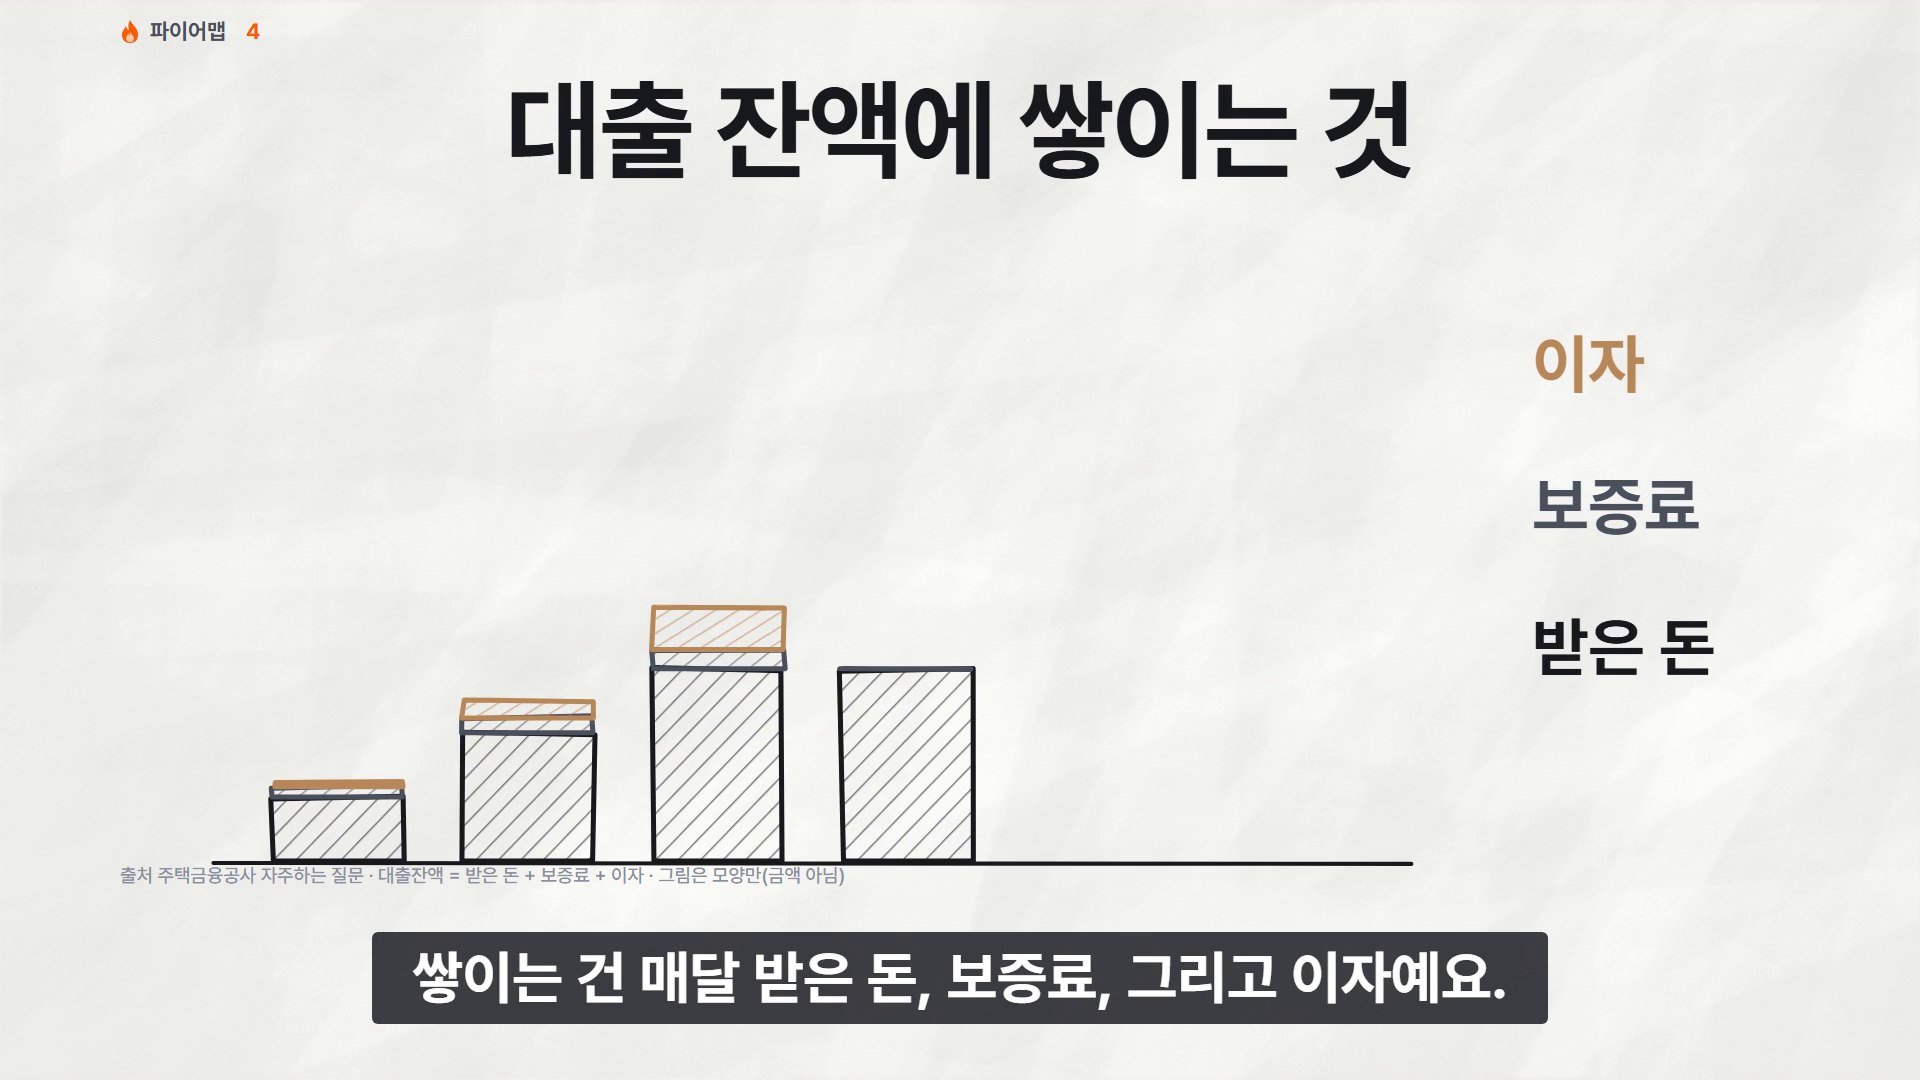 파이어맵 4
대출 잔액에 쌓이는 것
이자
보증료
받은 돈
출처 주택금융공사 자주하는 질문 · 대출잔액 = 받은 돈 + 보증료 + 이자 · 그림은 모양만(금액 아님)
쌓이는 건 매달 받은 돈, 보증료, 그리고 이자예요.